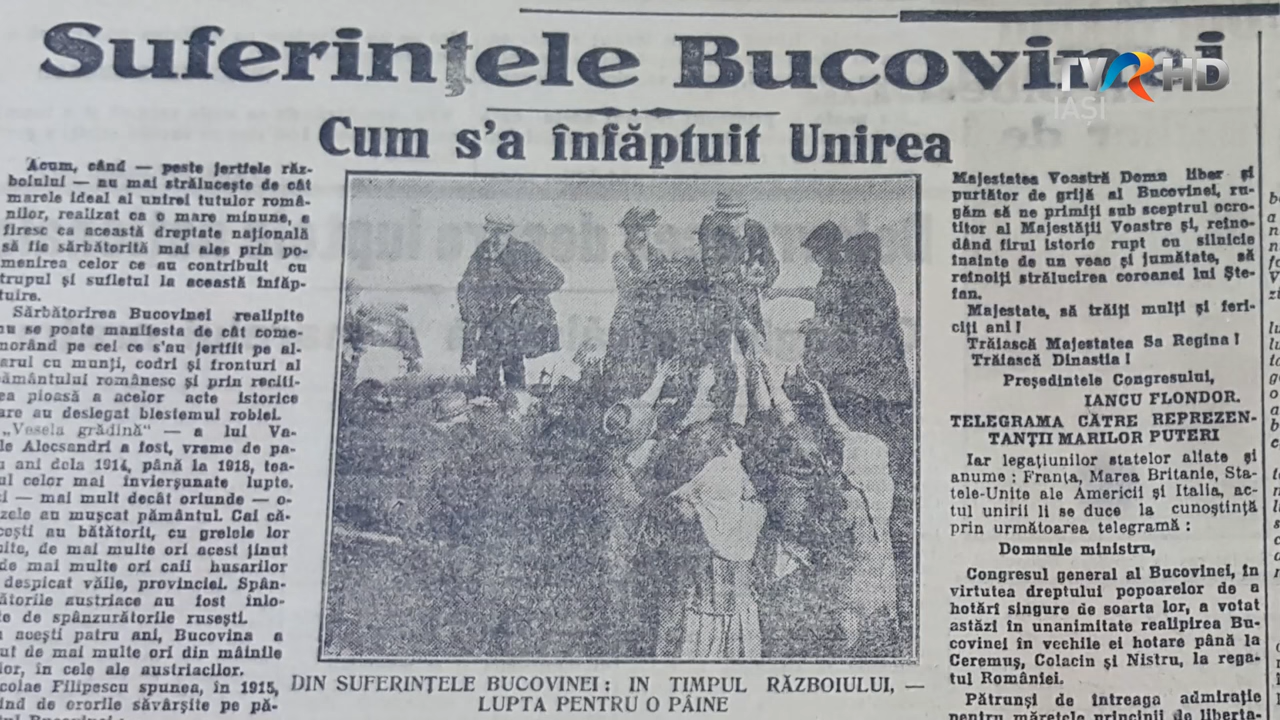 Suferințele Bucovinei
TVR HD
IAȘI
Cum s'a înfăptuit Unirea
Acum, când — peste jertfele răz-
boiului — nu mai strălucește de cât
marele ideal al unirei tutulor româ-
nilor, realizat ca o mare minune, e
firesc ca această dreptate națională
să fie sărbătorită mai ales prin po-
menirea celor ce au contribuit cu
trupul și sufletul la această înfăp-
tuire.
Sărbătorirea Bucovinei realipite
nu se poate manifesta de cât come-
morând pe cei ce s'au jertfit pe al-
tarul cu munți, codri și fronturi al
pământului românesc și prin reciti-
rea pioasă a acelor acte istorice
care au deslegat blestemul robiei.
„Vesela grădină" — a lui Va-
sile Alecsandri a fost, vreme de pa-
ani dela 1914, până la 1918, tea-
celor mai învierșunate lupte.
— mai mult decât oriunde — o-
au mușcat pământul. Cai că-
au bătătorit, cu grelele lor
de mai multe ori acest ținut
de mai multe ori caii husarilor
despicat văile, provinciei. Spân-
zurătorile austriace au fost înlo-
de spânzurătorile rusești.
acești patru ani, Bucovina a
de mai multe ori din mâinile
în cele ale austriacilor.
Nicolae Filipescu spunea, în 1915,
de erorile săvârșite pe pă-
Bucovinei :
DIN SUFERINȚELE BUCOVINEI : IN TIMPUL RĂZBOIULUI, —
LUPTA PENTRU O PÂINE
Majestatea Voastră Domn liber și
purtător de grijă al Bucovinei, ru-
găm să ne primiți sub sceptrul ocro-
titor al Majestății Voastre și, reîno-
dând firul istoric rupt cu silnicie
înainte de un veac și jumătate, să
reînoiți strălucirea coroanei lui Ște-
fan.
Majestate, să trăiți mulți și feri-
ciți ani !
Trăiască Majestatea Sa Regina !
Trăiască Dinastia !
Președintele Congresului,
IANCU FLONDOR.
TELEGRAMA CĂTRE REPREZEN-
TANȚII MARILOR PUTERI
Iar legațiunilor statelor aliate și
anume : Franța, Marea Britanie, Sta-
tele-Unite ale Americii și Italia, ac-
tul unirii li se duce la cunoștință
prin următoarea telegramă :
Domnule ministru,
Congresul general al Bucovinei, în
virtutea dreptului popoarelor de a
hotărî singure de soarta lor, a votat
astăzi în unanimitate realipirea Bu-
covinei în vechile ei hotare până la
Ceremuș, Colacin și Nistru, la rega-
tul României.
Pătrunși de întreaga admirație
pentru mărețele principii de liberta-